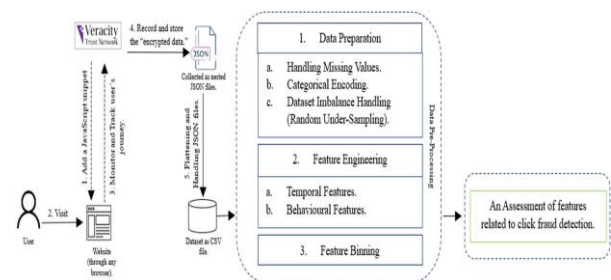 Veracity
Trust Network
4. Record and store
the "encrypted data."
JSON
Collected as nested
JSON files.
1. Add a JavaScript snippet
3. Monitor and Track user's
journey.
5. Flattening and
Handling JSON files.
2. Visit
User
Website
(through any
browser).
Dataset as CSV
file.
1. Data Preparation
a. Handling Missing Values.
b. Categorical Encoding.
c. Dataset Imbalance Handling
(Random Under-Sampling).
2. Feature Engineering
a. Temporal Features.
b. Behavioural Features.
3. Feature Binning
Data Pre-Processing
An Assessment of features
related to click fraud detection.